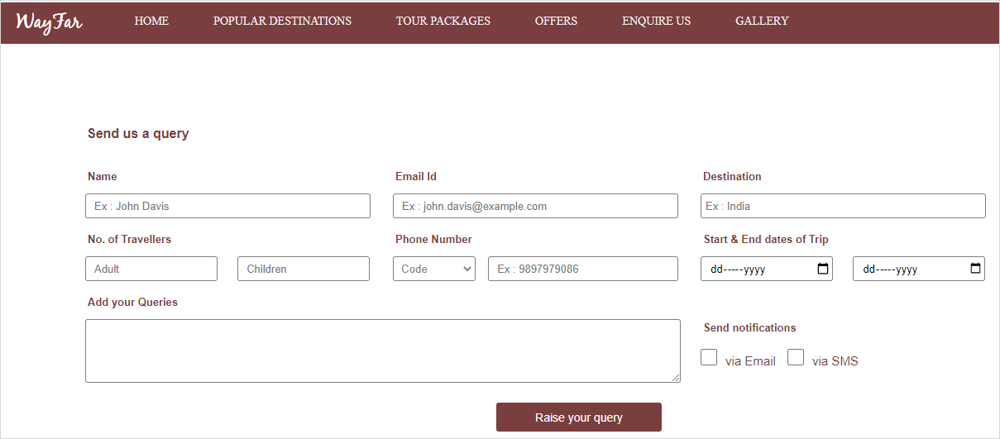 WayFar HOME POPULAR DESTINATIONS TOUR PACKAGES OFFERS ENQUIRE US GALLERY
Send us a query
Name Email Id Destination
Ex : John Davis Ex : john.davis@example.com Ex : India
No. of Travellers Phone Number Start & End dates of Trip
Adult Children Code Ex : 9897979086 dd-----yyyy dd-----yyyy
Add your Queries
Send notifications
via Email via SMS
Raise your query